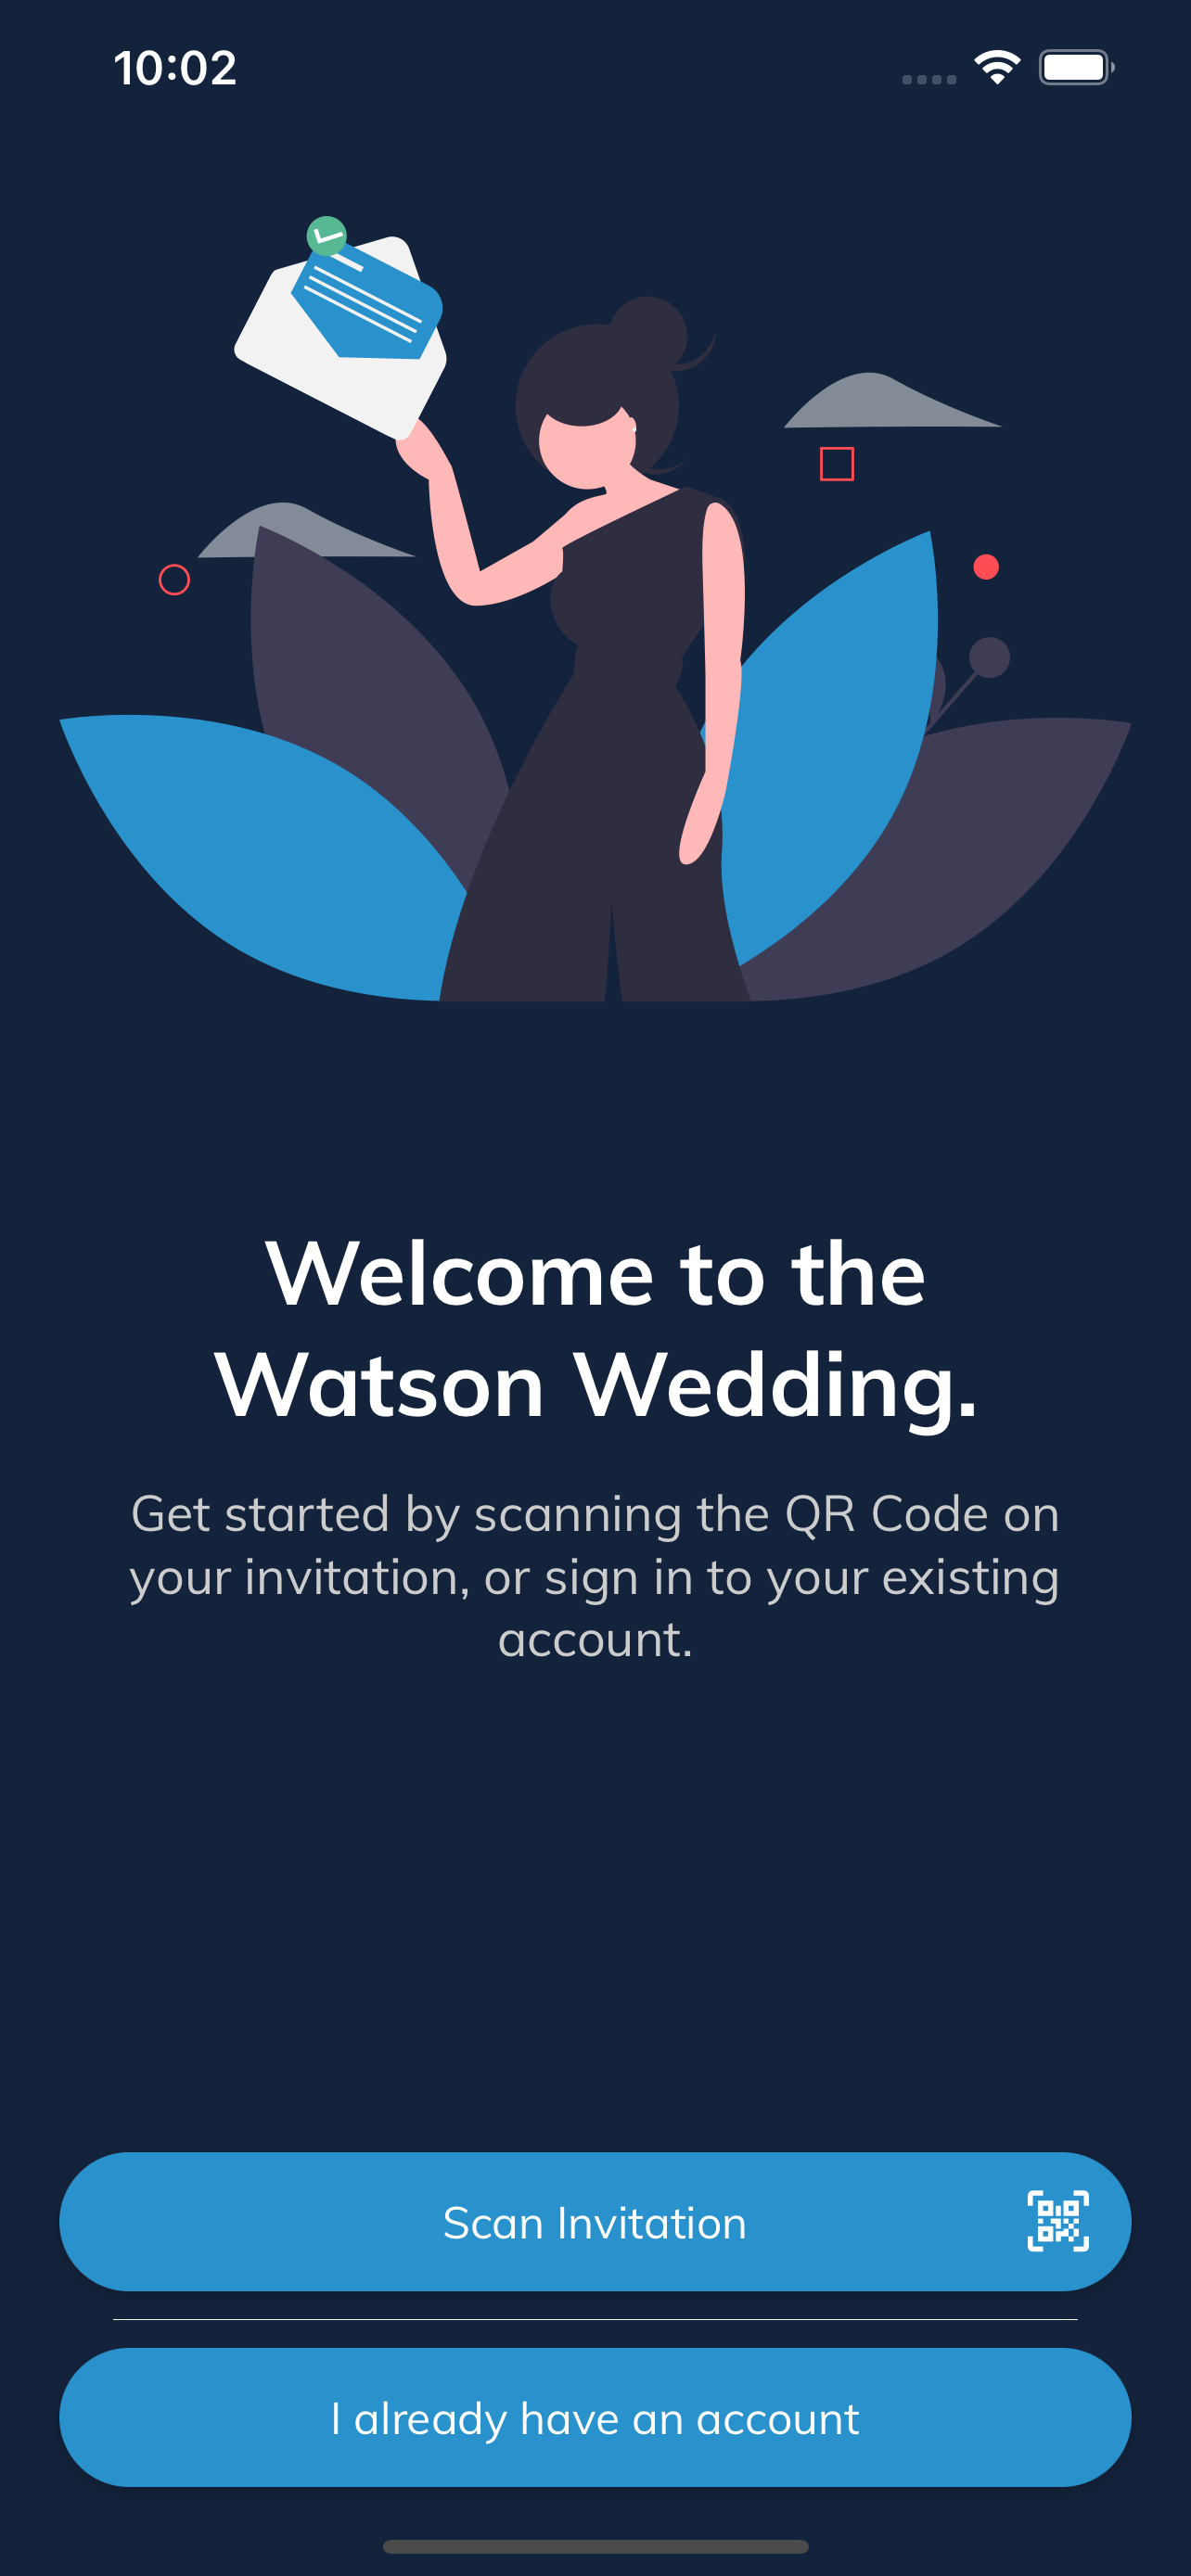 10:02
Welcome to the
Watson Wedding.
Get started by scanning the QR Code on
your invitation, or sign in to your existing
account.
Scan Invitation
I already have an account